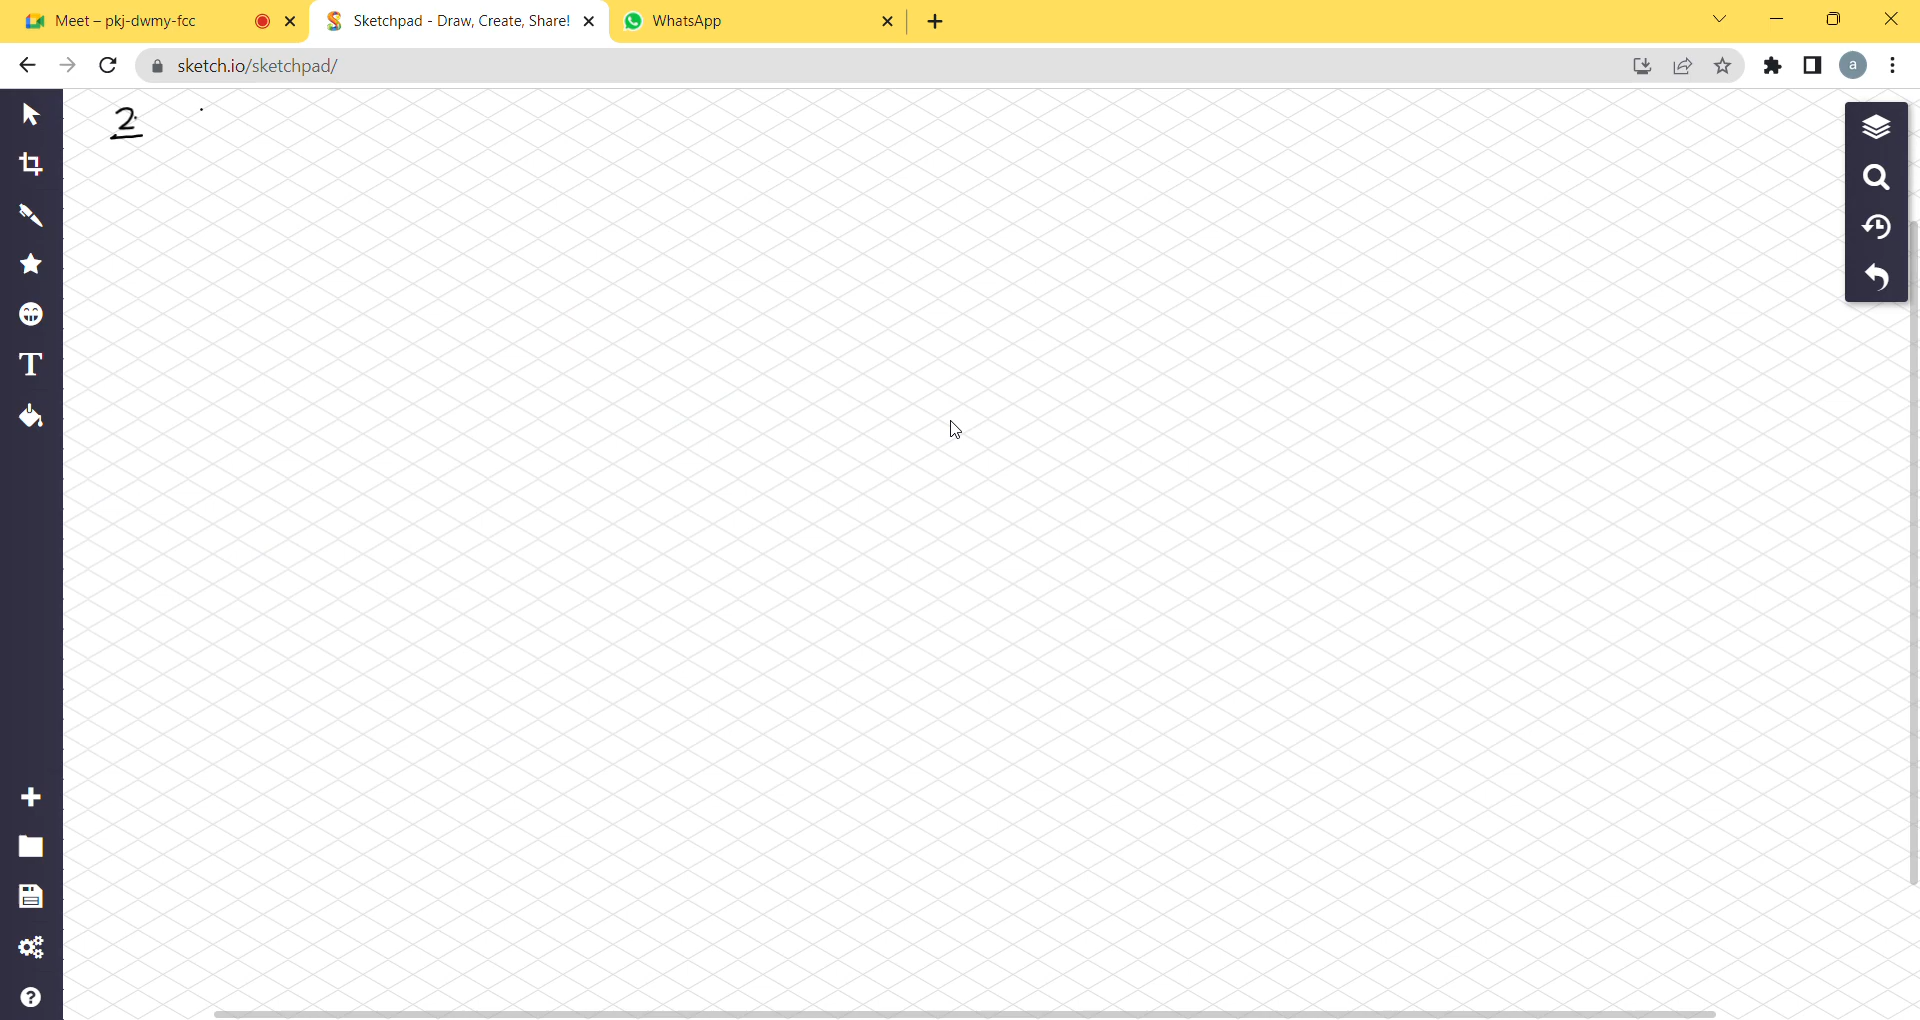 Meet – pkj-dwmy-fcc
Sketchpad - Draw, Create, Share!
WhatsApp
sketch.io/sketchpad/
a
2
T
?